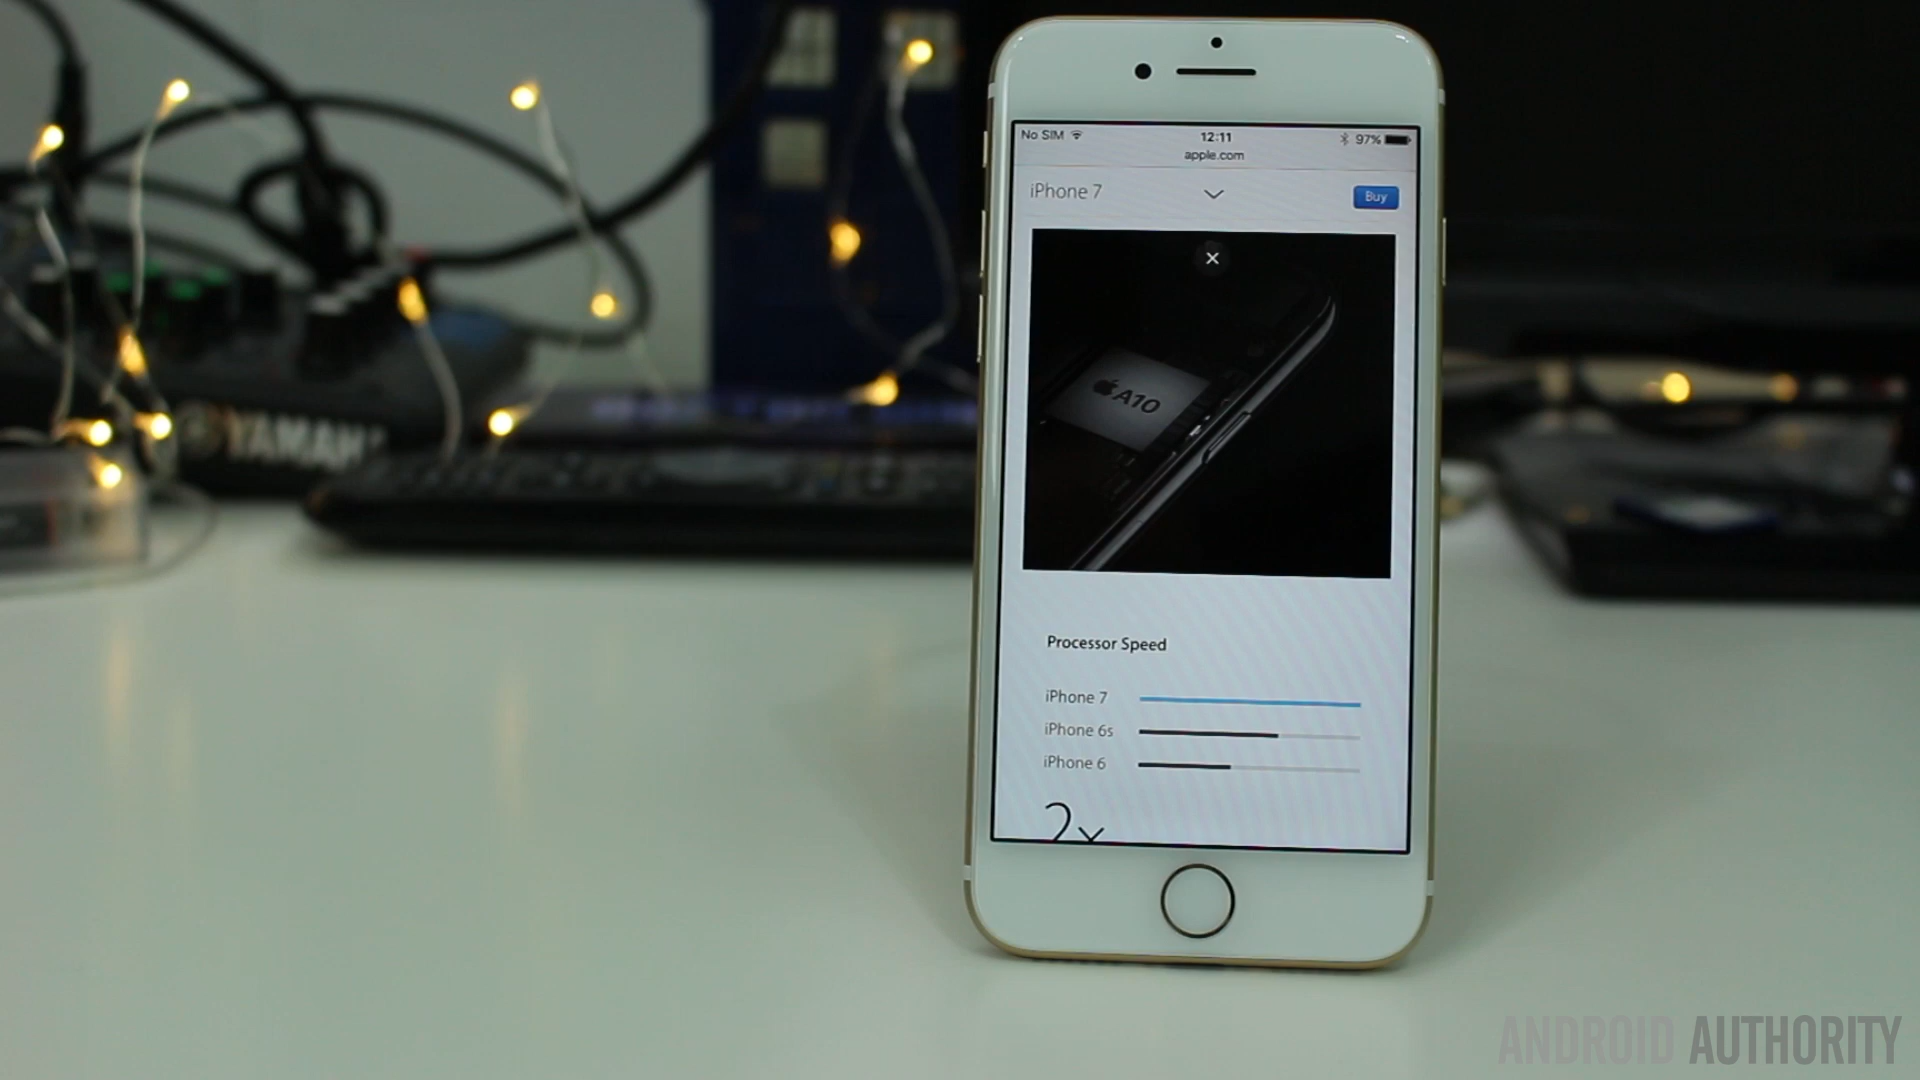 No SIM
12:11
97%
apple.com
iPhone 7
Buy
A10
Processor Speed
iPhone 7
iPhone 6s
iPhone 6
2x
YAMAHA
ANDROID AUTHORITY